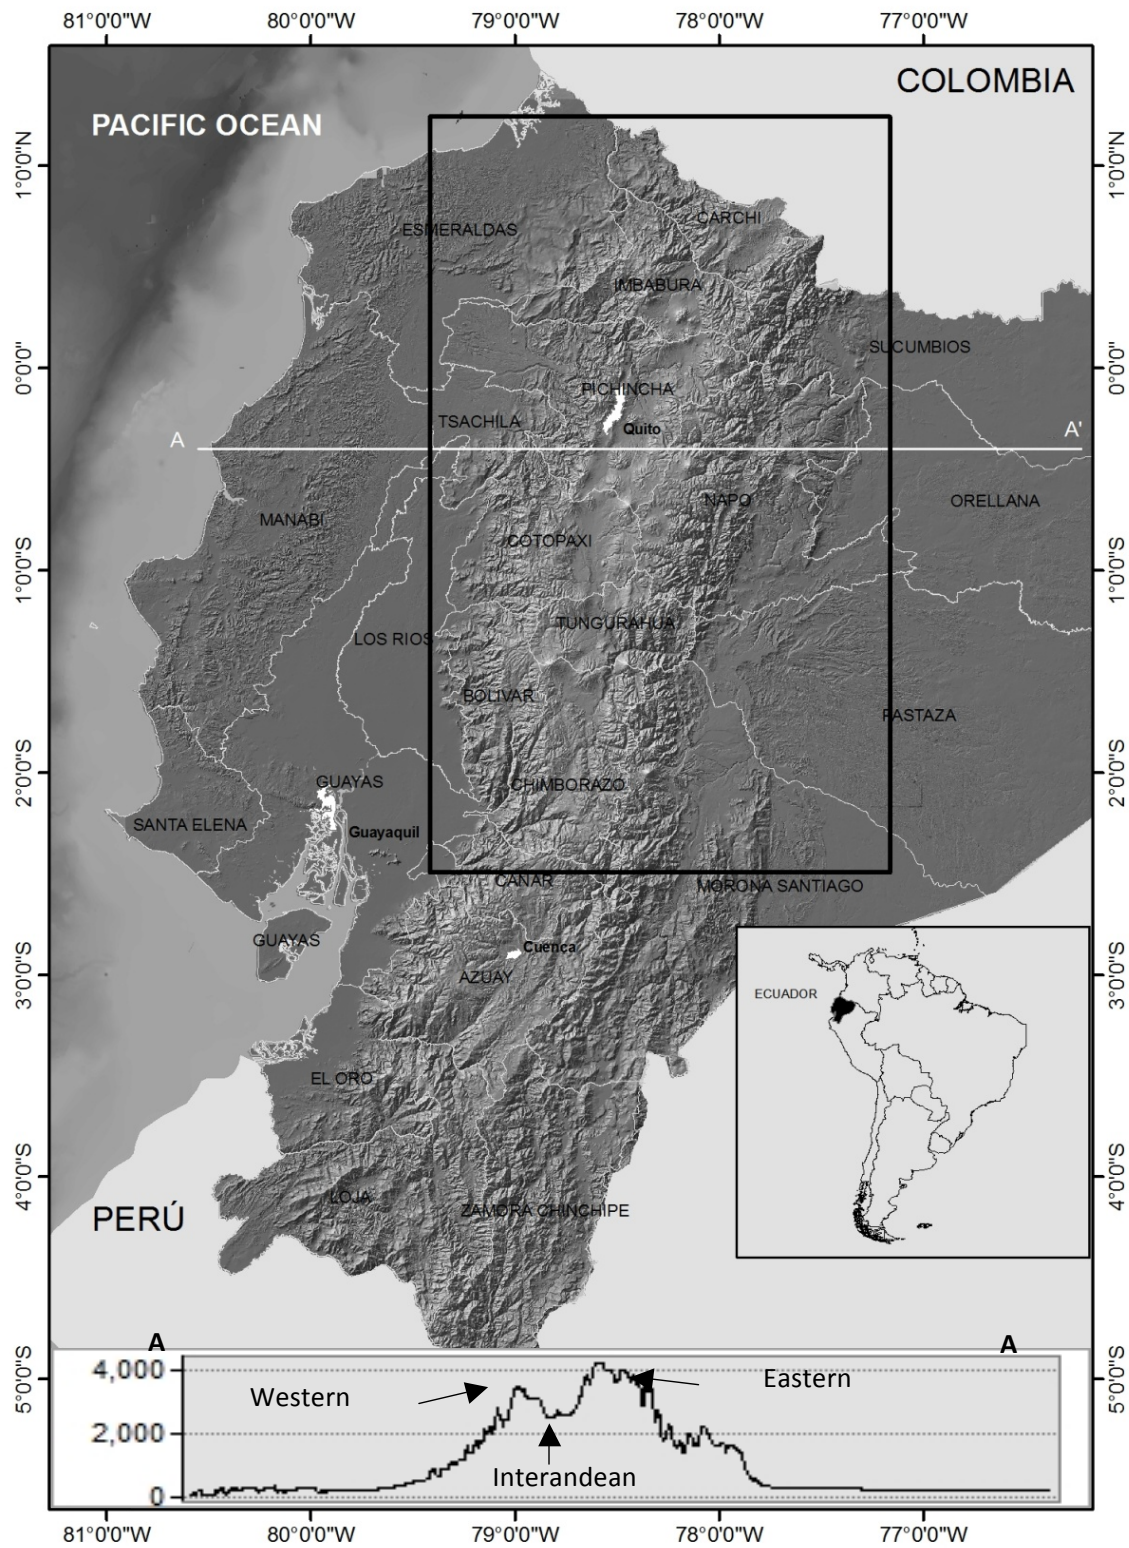 81°0'0"W 80°0'0"W 79°0'0"W 78°0'0"W 77°0'0"W
COLOMBIA
PACIFIC OCEAN
1°0'0"N 1°0'0"N
CARCHI
ESMERALDAS
IMBABURA
SUCUMBIOS
0°0'0" 0°0'0"
PICHINCHA
TSACHILA
Quito
A A'
NAPO
ORELLANA
MANABI
COTOPAXI
1°0'0"S 1°0'0"S
TUNGURAHUA
LOS RIOS
BOLIVAR
PASTAZA
2°0'0"S 2°0'0"S
GUAYAS
CHIMBORAZO
SANTA ELENA
Guayaquil
CAÑAR
MORONA SANTIAGO
GUAYAS
Cuenca
3°0'0"S 3°0'0"S
AZUAY
ECUADOR
EL ORO
4°0'0"S 4°0'0"S
LOJA
ZAMORA CHINCHIPE
PERÚ
A A
5°0'0"S 5°0'0"S
4,000
Western
Eastern
2,000
Interandean
0
81°0'0"W 80°0'0"W 79°0'0"W 78°0'0"W 77°0'0"W